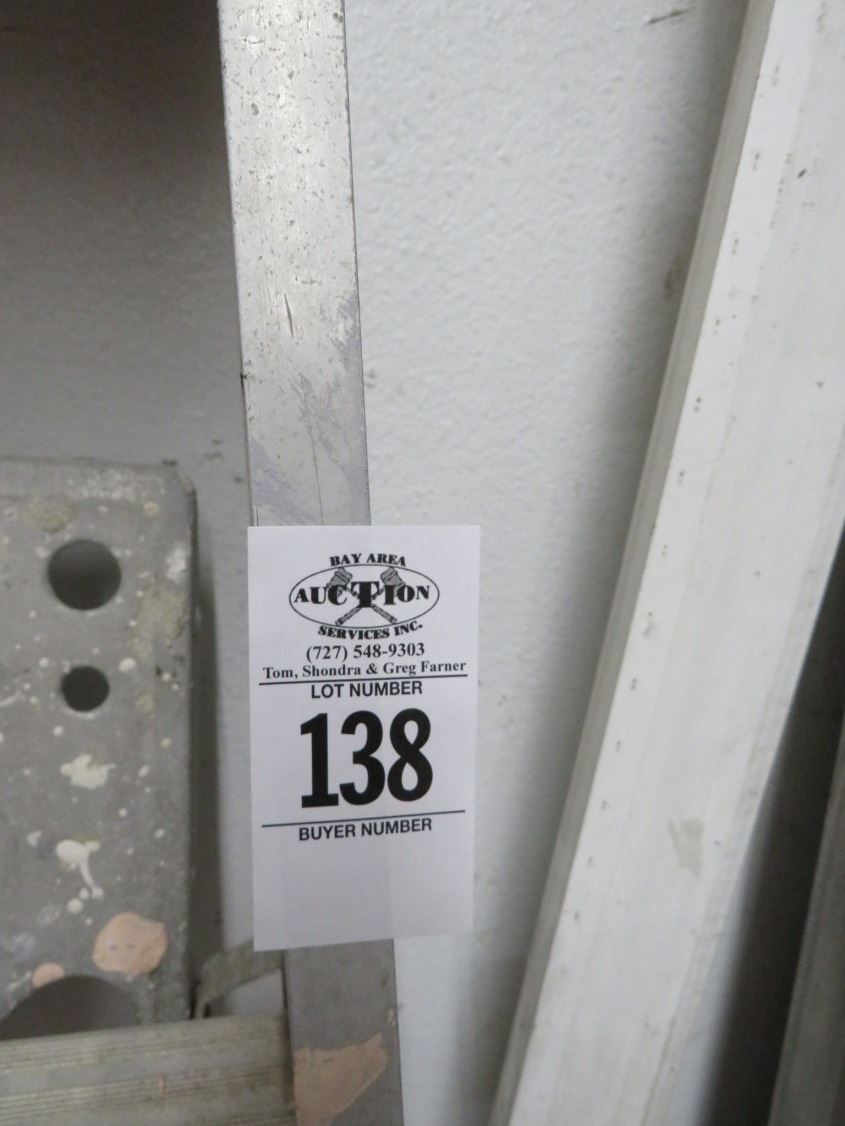 BAY AREA
AUCTION
SERVICES INC.
(727) 548-9303
Tom, Shondra & Greg Farner
LOT NUMBER
138
BUYER NUMBER